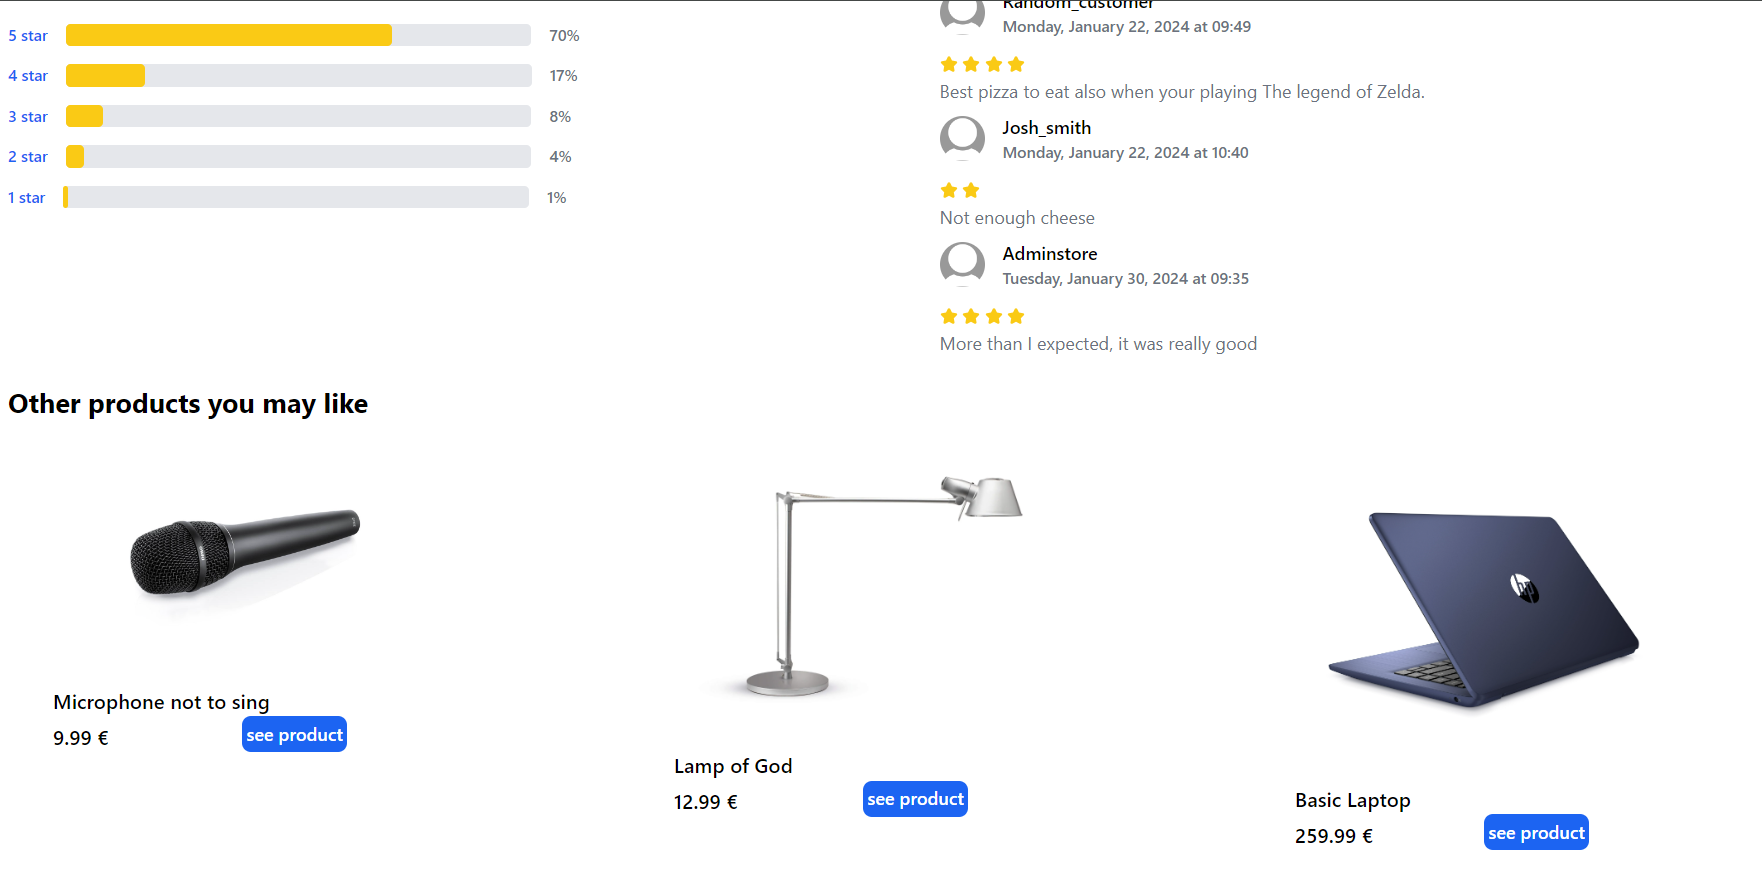 5 star 70%
4 star 17%
3 star 8%
2 star 4%
1 star 1%
Random_customer
Monday, January 22, 2024 at 09:49
Best pizza to eat also when your playing The legend of Zelda.
Josh_smith
Monday, January 22, 2024 at 10:40
Not enough cheese
Adminstore
Tuesday, January 30, 2024 at 09:35
More than I expected, it was really good
Other products you may like
hp
Microphone not to sing
9.99 €
see product
Lamp of God
12.99 €
see product
Basic Laptop
259.99 €
see product